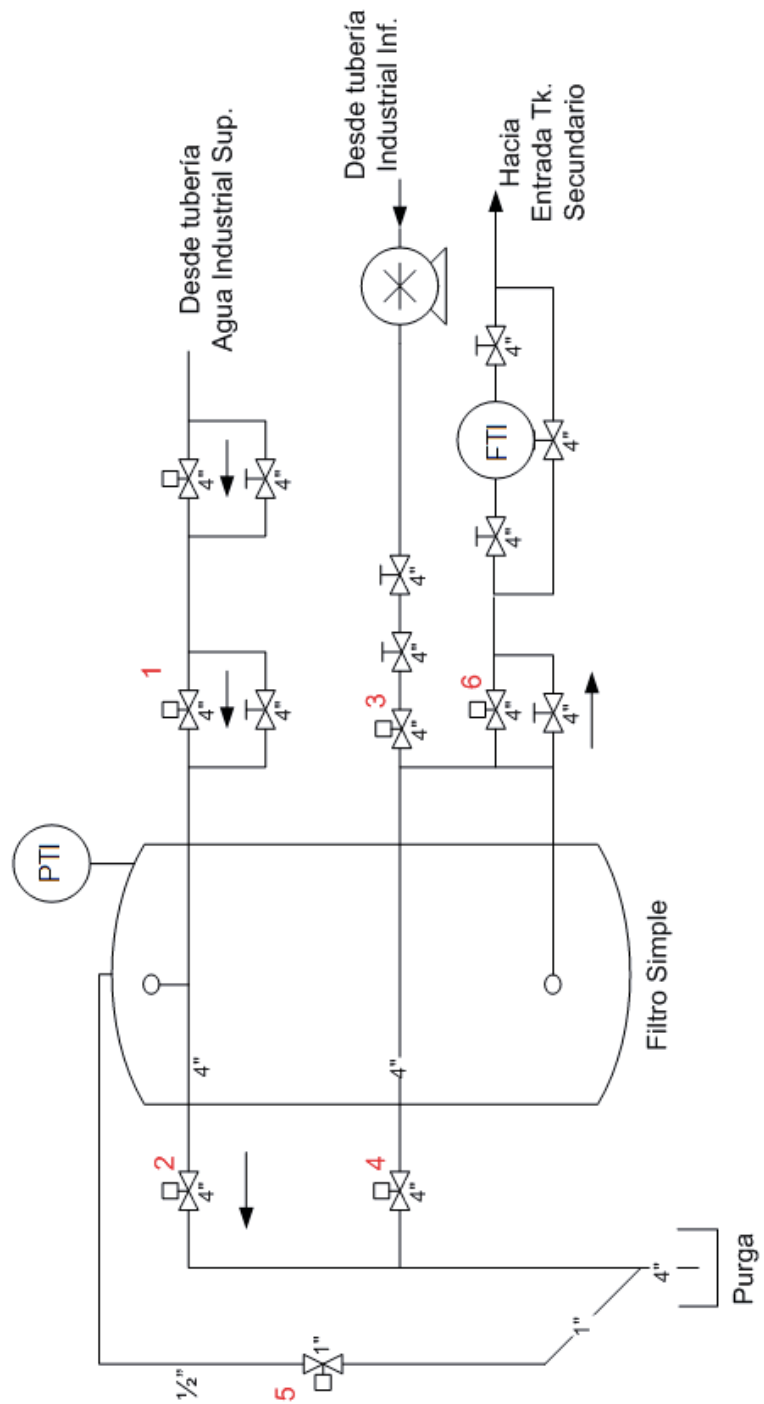 PTI
1
2
½”
4"
4"
4"
4"
Desde tubería
Agua Industrial Sup.
4"
4"
5
1"
Desde tubería
Industrial Inf.
4
3
4"
4"
4"
4"
4"
6
4"
4"
FTI
4"
Hacia
Entrada Tk.
Secundario
4"
4"
1"
4"
Filtro Simple
Purga